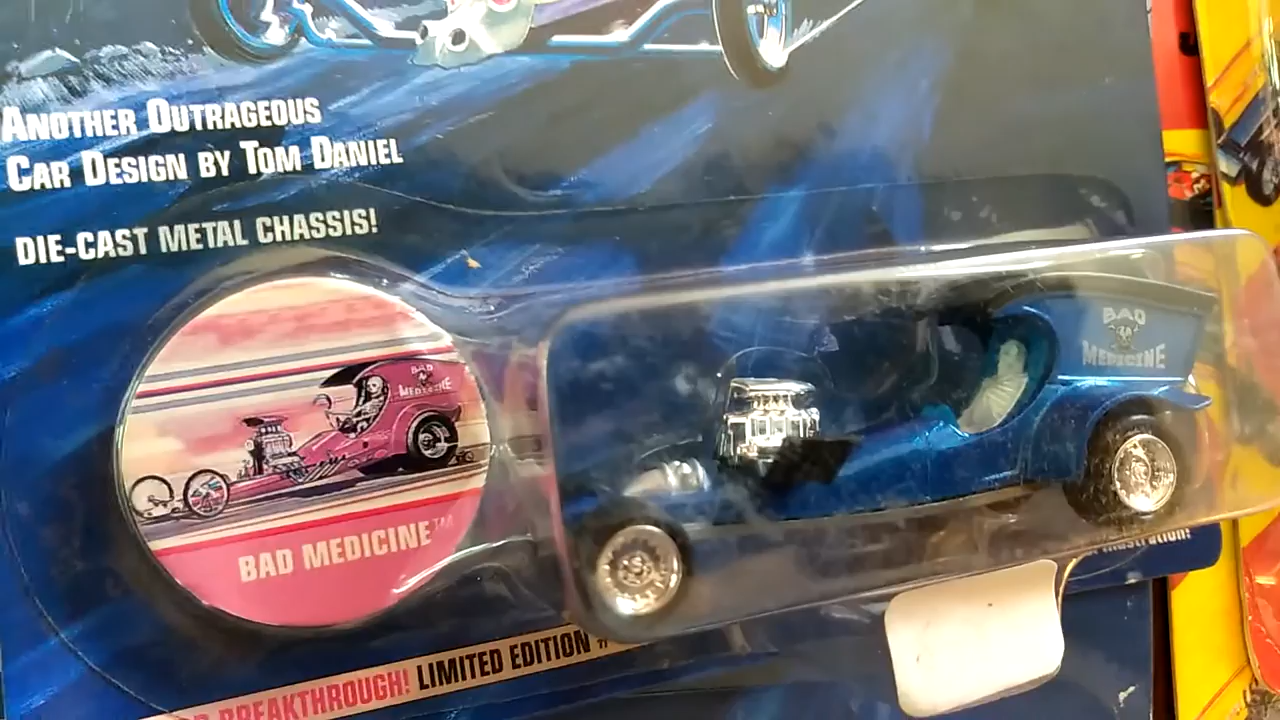 ANOTHER OUTRAGEOUS
CAR DESIGN BY TOM DANIEL
DIE-CAST METAL CHASSIS!
BAD
MEDICINE
BAD MEDICINE™
BAD
MEDICINE
illustration!
BREAKTHROUGH! LIMITED EDITION